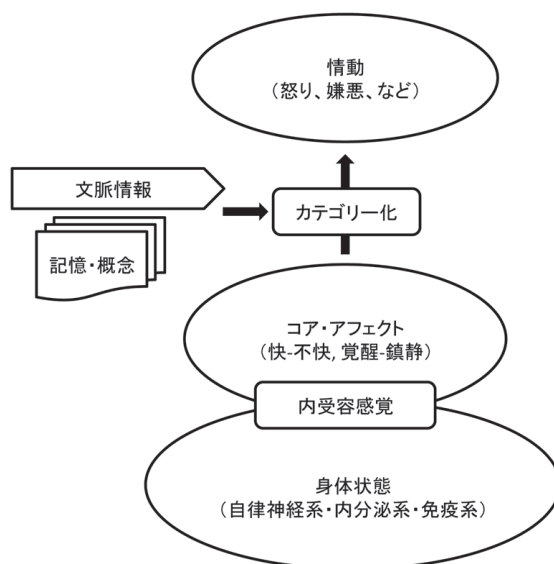 情動
（怒り、嫌悪、など）
文脈情報
カテゴリー化
記憶・概念
コア・アフェクト
（快-不快, 覚醒-鎮静）
内受容感覚
身体状態
（自律神経系・内分泌系・免疫系）